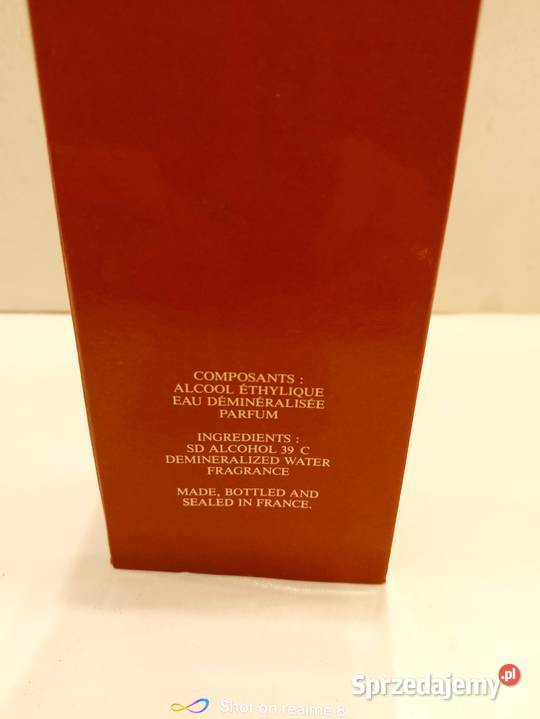 COMPOSANTS :
ALCOOL ÉTHYLIQUE
EAU DÉMINÉRALISÉE
PARFUM
INGREDIENTS :
SD ALCOHOL 39 C
DEMINERALIZED WATER
FRAGRANCE
MADE, BOTTLED AND
SEALED IN FRANCE.
Sprzedajemy.pl
Shot on realme 8